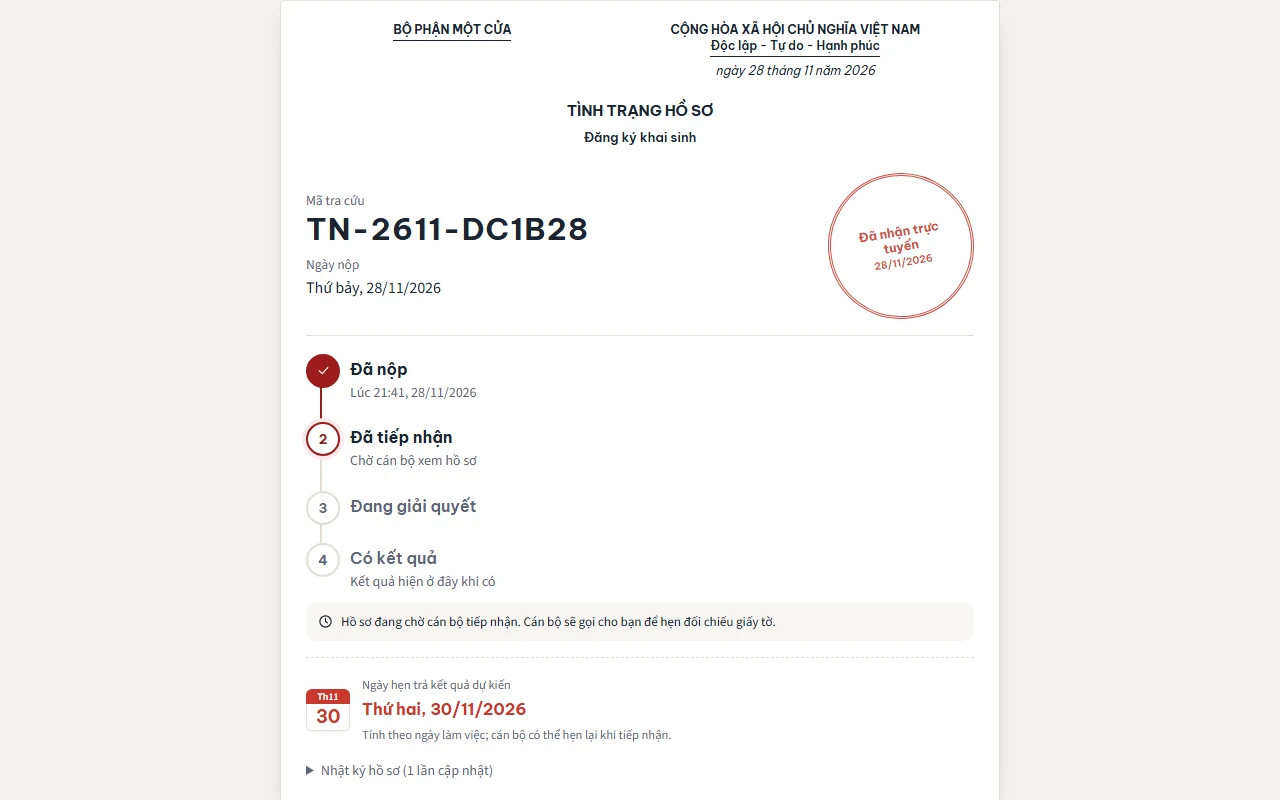 BỘ PHẬN MỘT CỬA
CỘNG HÒA XÃ HỘI CHỦ NGHĨA VIỆT NAM
Độc lập - Tự do - Hạnh phúc
ngày 28 tháng 11 năm 2026
TÌNH TRẠNG HỒ SƠ
Đăng ký khai sinh
Mã tra cứu
TN-2611-DC1B28
Ngày nộp
Thứ bảy, 28/11/2026
Đã nhận trực
tuyến
28/11/2026
Đã nộp
Lúc 21:41, 28/11/2026
2
Đã tiếp nhận
Chờ cán bộ xem hồ sơ
3
Đang giải quyết
4
Có kết quả
Kết quả hiện ở đây khi có
Hồ sơ đang chờ cán bộ tiếp nhận. Cán bộ sẽ gọi cho bạn để hẹn đối chiếu giấy tờ.
Th11
30
Ngày hẹn trả kết quả dự kiến
Thứ hai, 30/11/2026
Tính theo ngày làm việc; cán bộ có thể hẹn lại khi tiếp nhận.
Nhật ký hồ sơ (1 lần cập nhật)